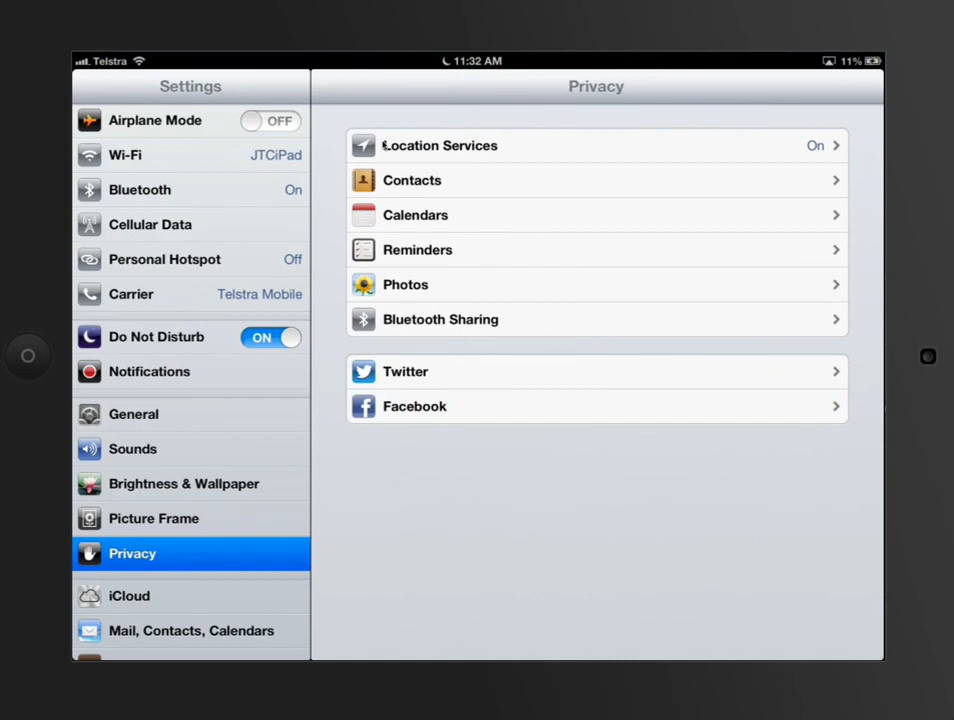 Telstra 11:32 AM 11%
Settings
Airplane Mode OFF
Wi-Fi JTCiPad
Bluetooth On
Cellular Data
Personal Hotspot Off
Carrier Telstra Mobile
Do Not Disturb ON
Notifications
General
Sounds
Brightness & Wallpaper
Picture Frame
Privacy
iCloud
Mail, Contacts, Calendars
Privacy
Location Services On
Contacts
Calendars
Reminders
Photos
Bluetooth Sharing
Twitter
Facebook